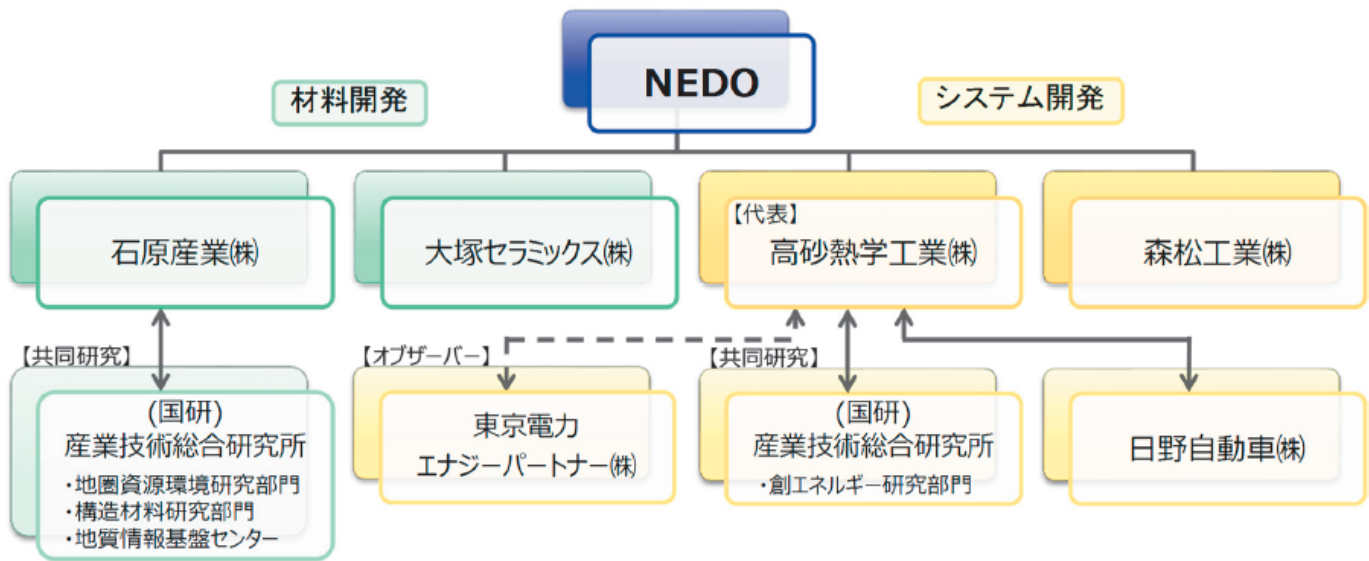 NEDO
材料開発
システム開発
石原産業㈱
大塚セラミックス㈱
【代表】
高砂熱学工業㈱
森松工業㈱
【共同研究】
(国研)
産業技術総合研究所
・地圏資源環境研究部門
・構造材料研究部門
・地質情報基盤センター
【オブザーバー】
東京電力
エナジーパートナー㈱
【共同研究】
(国研)
産業技術総合研究所
・創エネルギー研究部門
日野自動車㈱